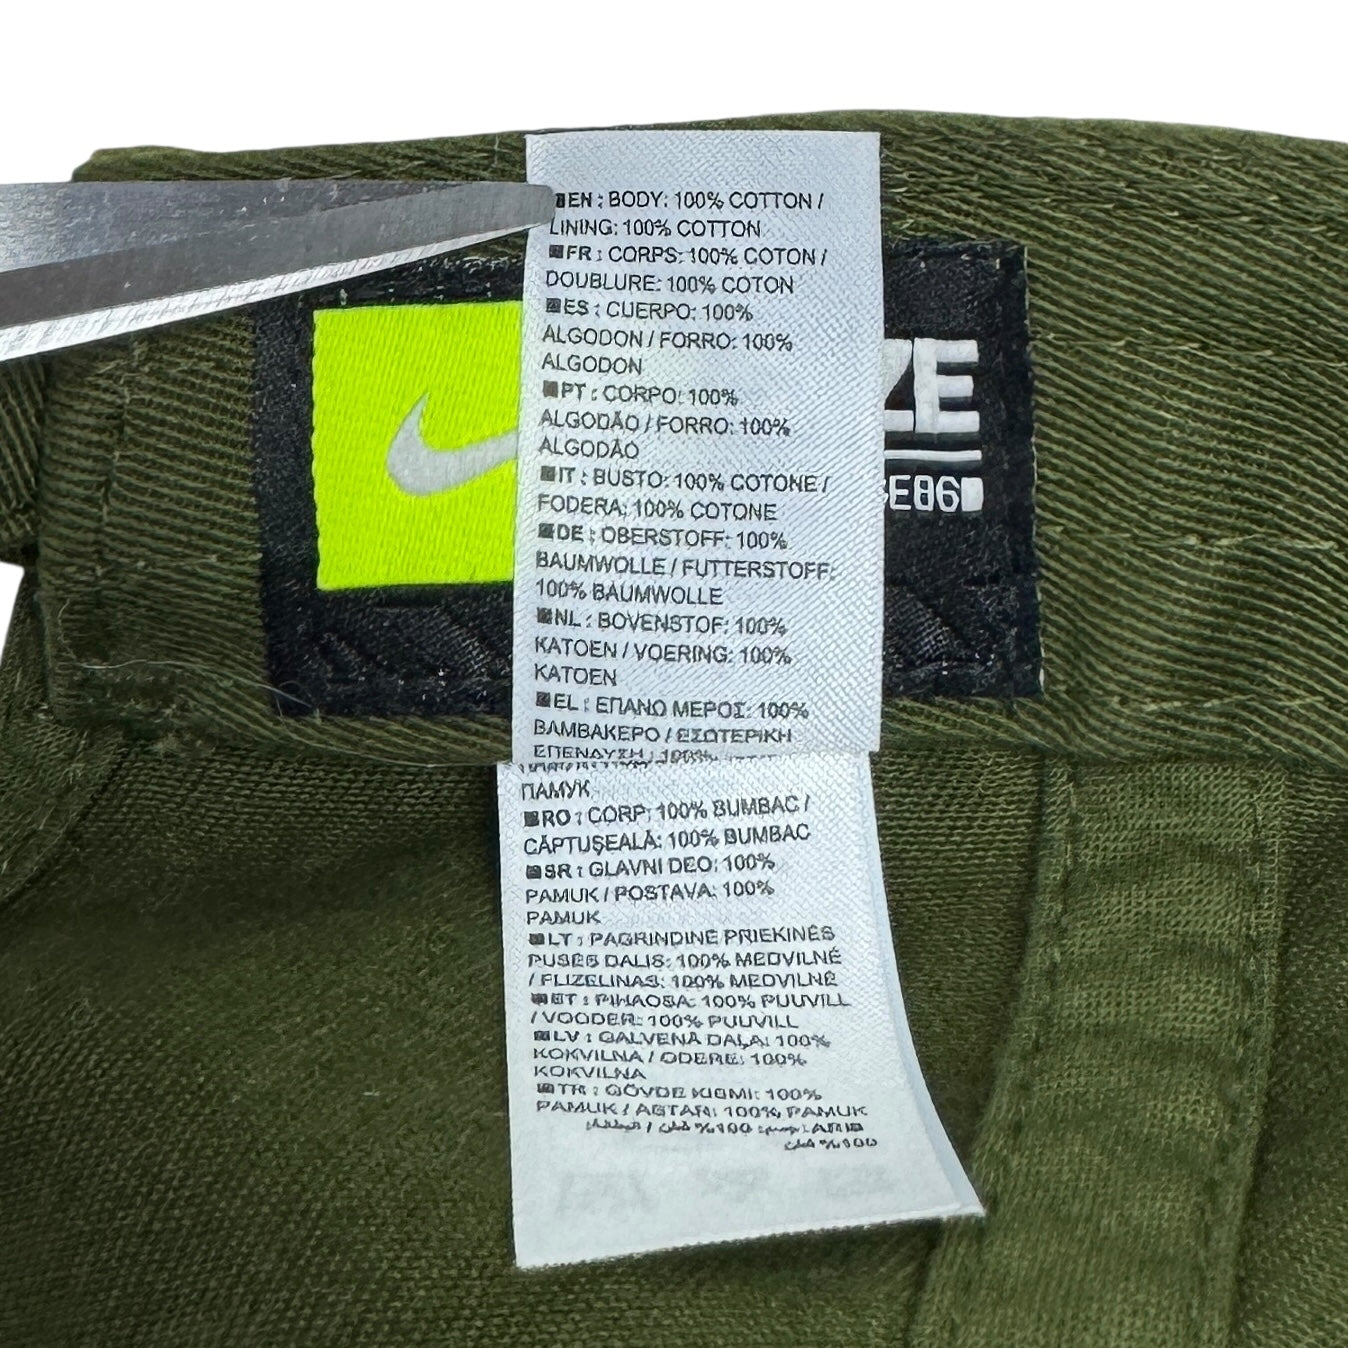 EN : BODY: 100% COTTON /
LINING: 100% COTTON
FR : CORPS: 100% COTON /
DOUBLURE: 100% COTON
ES : CUERPO: 100%
ALGODON / FORRO: 100%
ALGODON
PT : CORPO: 100%
ALGODÃO / FORRO: 100%
ALGODÃO
IT : BUSTO: 100% COTONE /
FODERA: 100% COTONE
DE : OBERSTOFF: 100%
BAUMWOLLE / FUTTERSTOFF:
100% BAUMWOLLE
NL : BOVENSTOF: 100%
KATOEN / VOERING: 100%
KATOEN
EL : ΕΠΑΝΩ ΜΕΡΟΣ: 100%
ΒΑΜΒΑΚΕΡΟ / ΕΣΩΤΕΡΙΚΗ
ΕΠΕΝΔΥΣΗ: 100%
ZE
ПАМУК
RO : CORP: 100% BUMBAC /
CĂPTUŞEALĂ: 100% BUMBAC
SR : GLAVNI DEO: 100%
PAMUK / POSTAVA: 100%
PAMUK
LT : PAGRINDINĖ PRIEKINĖS
PUSĖS DALIS: 100% MEDVILNĖ
/ FLIZELINAS: 100% MEDVILNĖ
ET : PIHAOSA: 100% PUUVILL
/ VOODER: 100% PUUVILL
LV : GALVENĀ DAĻA: 100%
KOKVILNA / ODERE: 100%
KOKVILNA
TR : GÖVDE KISMI: 100%
PAMUK / ASTARI: 100% PAMUK